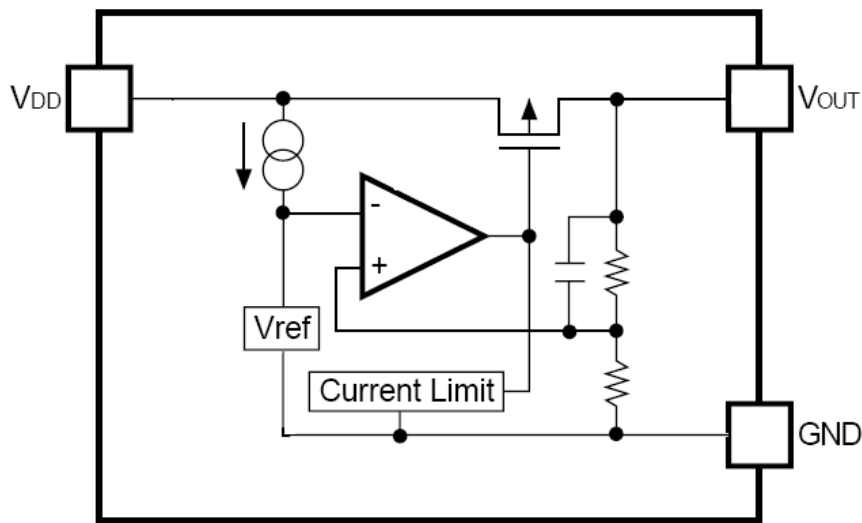 VDD
VOUT
-
+
Vref
Current Limit
GND